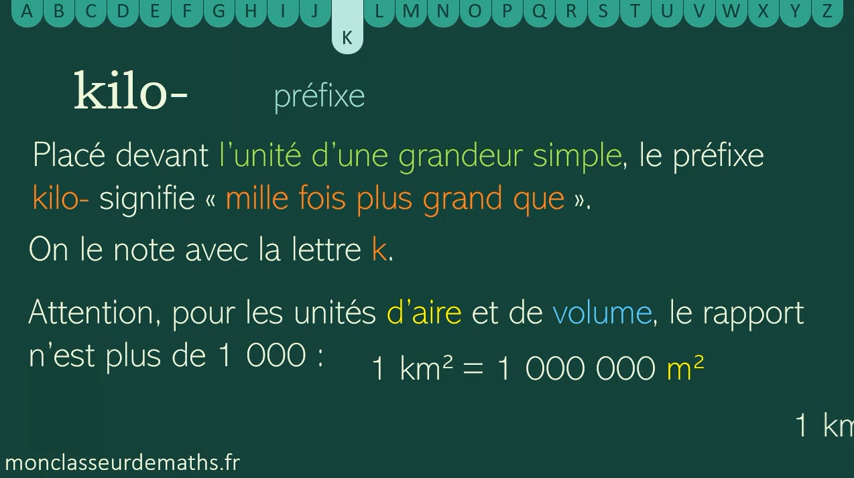 A B C D E F G H I J K L M N O P Q R S T U V W X Y Z
kilo- préfixe
Placé devant l'unité d'une grandeur simple, le préfixe
kilo- signifie « mille fois plus grand que ».
On le note avec la lettre k.
Attention, pour les unités d'aire et de volume, le rapport
n'est plus de 1 000 : 1 km² = 1 000 000 m²
1 km
monclasseurdemaths.fr